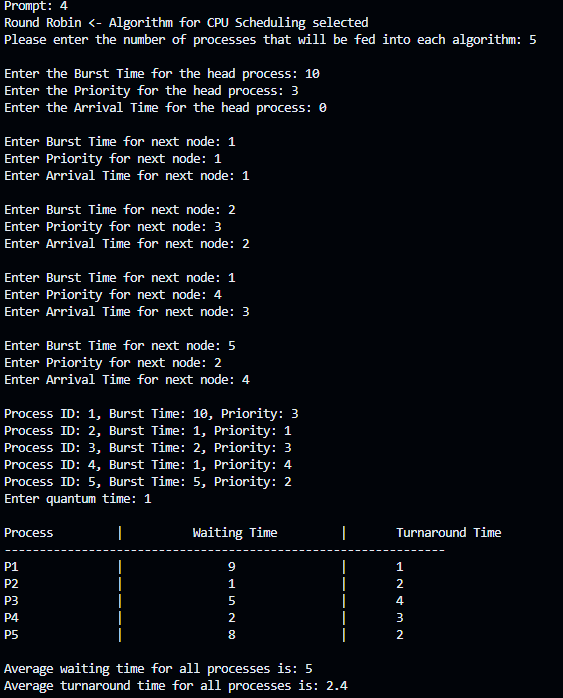 Prompt: 4
Round Robin <- Algorithm for CPU Scheduling selected
Please enter the number of processes that will be fed into each algorithm: 5

Enter the Burst Time for the head process: 10
Enter the Priority for the head process: 3
Enter the Arrival Time for the head process: 0

Enter Burst Time for next node: 1
Enter Priority for next node: 1
Enter Arrival Time for next node: 1

Enter Burst Time for next node: 2
Enter Priority for next node: 3
Enter Arrival Time for next node: 2

Enter Burst Time for next node: 1
Enter Priority for next node: 4
Enter Arrival Time for next node: 3

Enter Burst Time for next node: 5
Enter Priority for next node: 2
Enter Arrival Time for next node: 4

Process ID: 1, Burst Time: 10, Priority: 3
Process ID: 2, Burst Time: 1, Priority: 1
Process ID: 3, Burst Time: 2, Priority: 3
Process ID: 4, Burst Time: 1, Priority: 4
Process ID: 5, Burst Time: 5, Priority: 2
Enter quantum time: 1

Process | Waiting Time | Turnaround Time
---------------------------------------------------------------
P1 | 9 | 1
P2 | 1 | 2
P3 | 5 | 4
P4 | 2 | 3
P5 | 8 | 2

Average waiting time for all processes is: 5
Average turnaround time for all processes is: 2.4